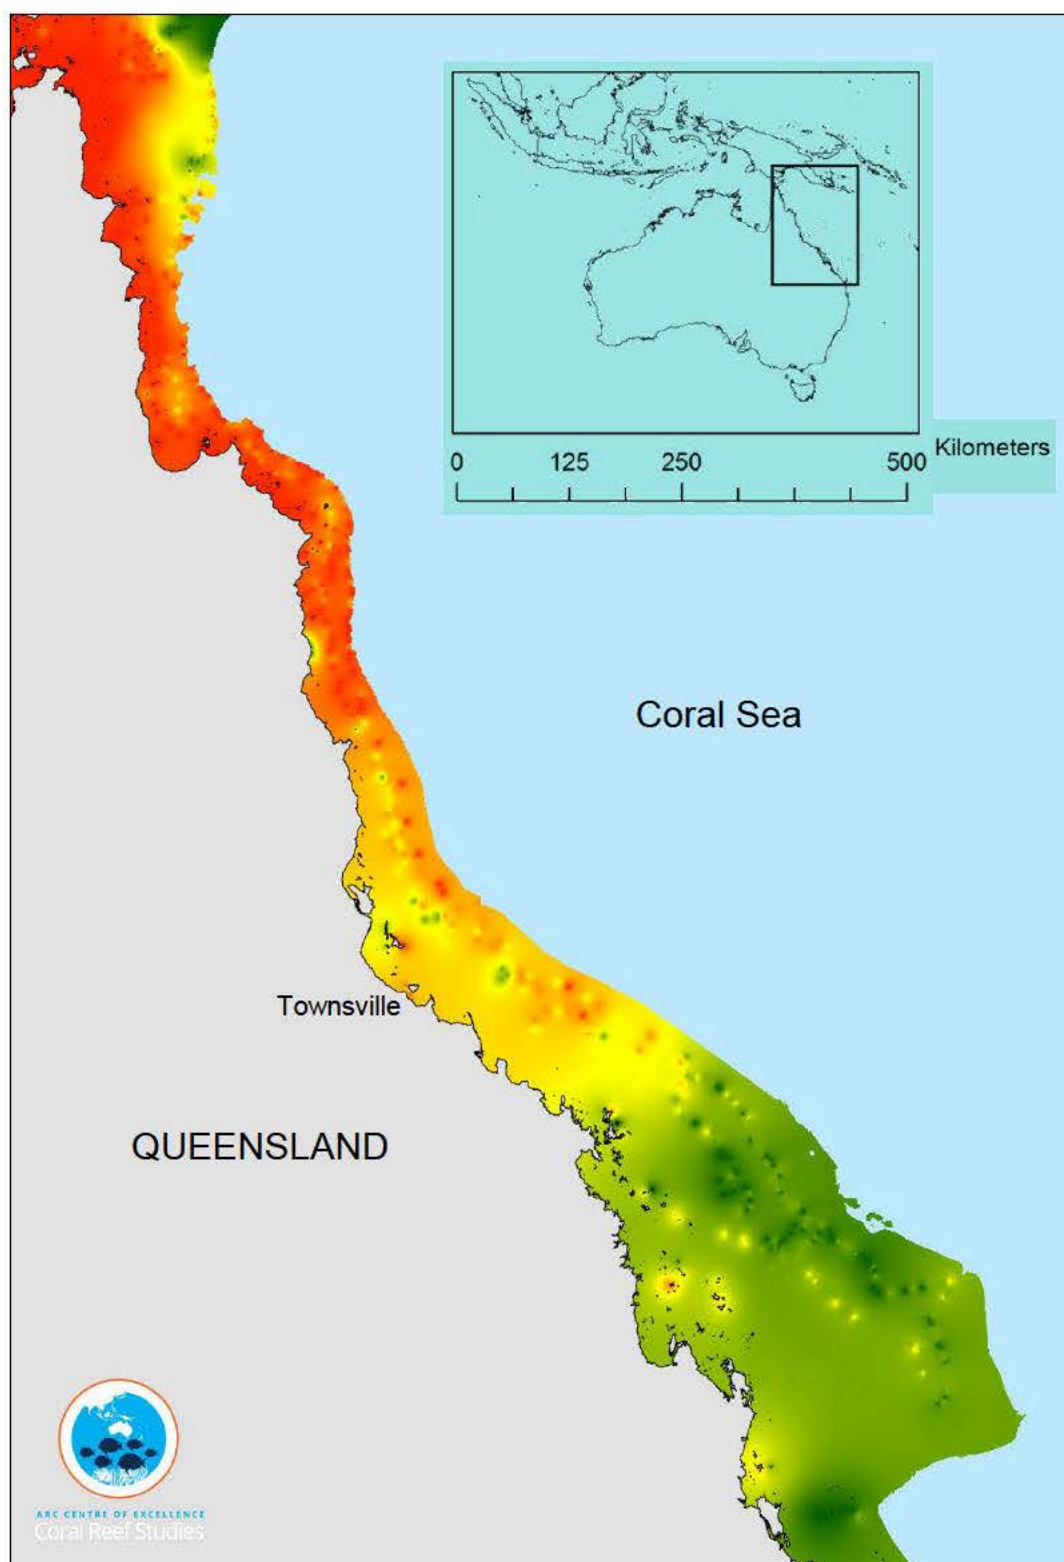 0 125 250 500 Kilometers
Coral Sea
Townsville
QUEENSLAND
ARC CENTRE OF EXCELLENCE
Coral Reef Studies